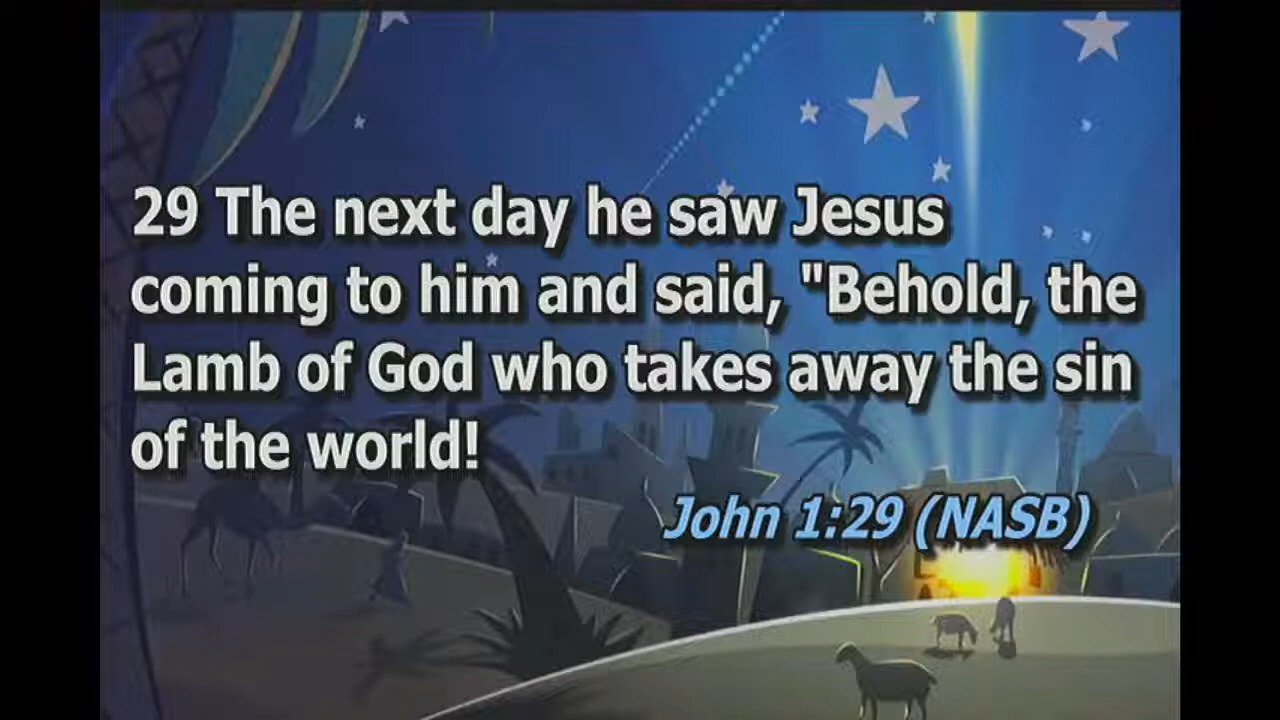 29 The next day he saw Jesus
coming to him and said, "Behold, the
Lamb of God who takes away the sin
of the world!
John 1:29 (NASB)